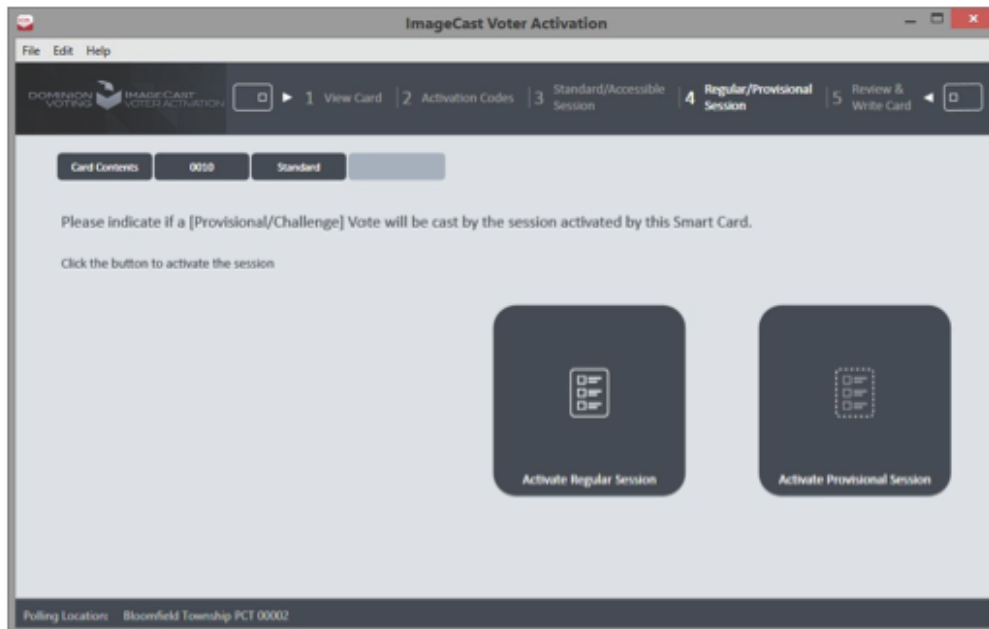 ImageCast Voter Activation
File Edit Help
DOMINION VOTING IMAGECAST VOTER ACTIVATION
1 View Card
2 Activation Codes
3 Standard/Accessible Session
4 Regular/Provisional Session
5 Review & Write Card
Card Contents 0010 Standard
Please indicate if a [Provisional/Challenge] Vote will be cast by the session activated by this Smart Card.
Click the button to activate the session
Activate Regular Session
Activate Provisional Session
Polling Location: Bloomfield Township PCT 00002